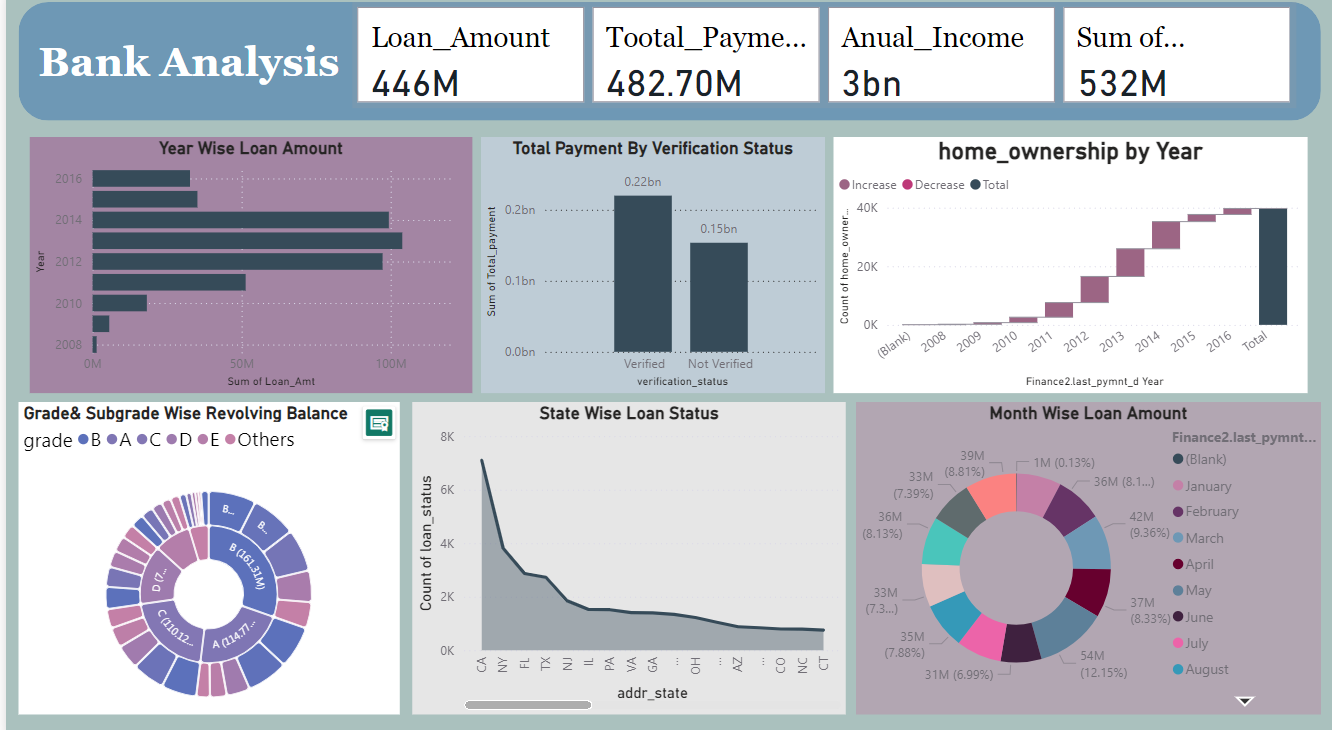 Bank Analysis
Loan_Amount
446M
Tootal_Payme...
482.70M
Anual_Income
3bn
Sum of...
532M
Year Wise Loan Amount
2016
2014
2012
2010
2008
Year
0M
50M
100M
Sum of Loan_Amt
Total Payment By Verification Status
Sum of Total_payment
0.2bn
0.1bn
0.0bn
0.22bn
0.15bn
Verified
Not Verified
verification_status
home_ownership by Year
Increase
Decrease
Total
Count of home_owner...
40K
20K
0K
(Blank)
2008
2009
2010
2011
2012
2013
2014
2015
2016
Total
Finance2.last_pymnt_d Year
Grade& Subgrade Wise Revolving Balance
grade
B
A
C
D
E
Others
B...
B...
B (161.31M)
A (114.77...
C (110.12...
D (7...
State Wise Loan Status
Count of loan_status
8K
6K
4K
2K
0K
CA
NY
FL
TX
NJ
IL
PA
VA
GA
...
OH
...
AZ
...
CO
NC
CT
addr_state
Month Wise Loan Amount
1M (0.13%)
36M (8.1...)
42M
(9.36%)
37M
(8.33%)
54M
(12.15%)
31M (6.99%)
35M
(7.88%)
33M
(7.3...)
36M
(8.13%)
33M
(7.39%)
39M
(8.81%)
Finance2.last_pymnt...
(Blank)
January
February
March
April
May
June
July
August